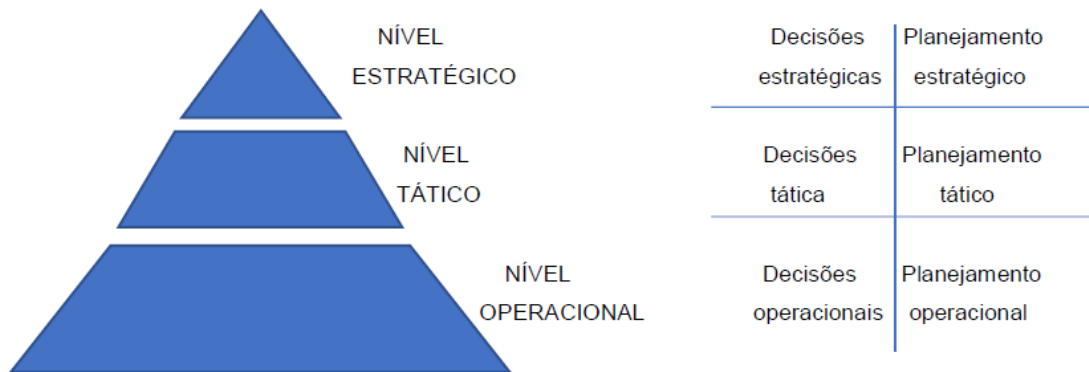 NÍVEL
ESTRATÉGICO
Decisões
estratégicas
Planejamento
estratégico
NÍVEL
TÁTICO
Decisões
tática
Planejamento
tático
NÍVEL
OPERACIONAL
Decisões
operacionais
Planejamento
operacional